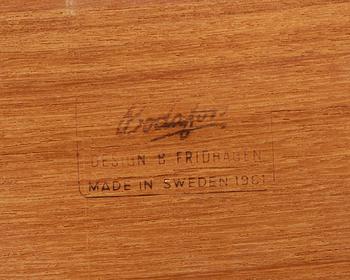 Bodafors
DESIGN B FRIDHAGEN
MADE IN SWEDEN 1961